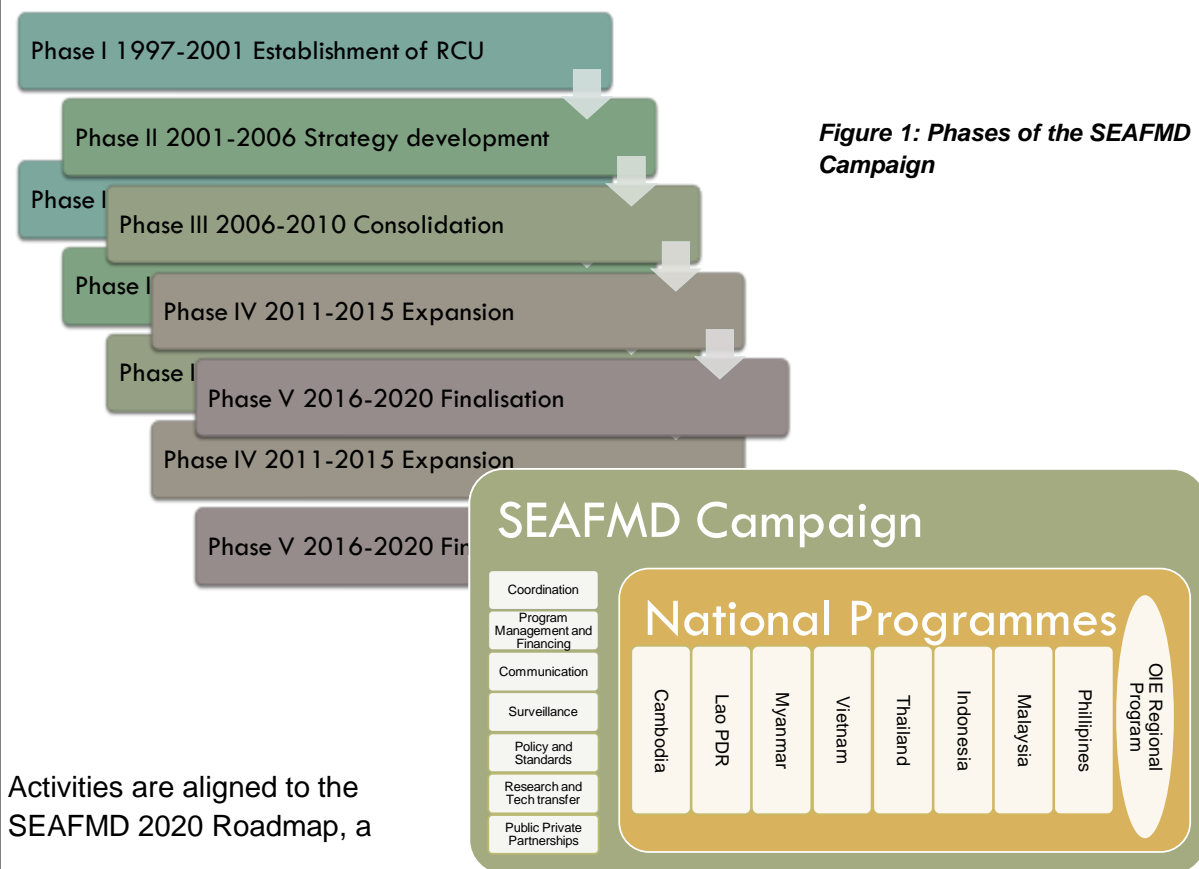 Phase I 1997-2001 Establishment of RCU
Phase II 2001-2006 Strategy development
Figure 1: Phases of the SEAFMD
Campaign
Phase I
Phase III 2006-2010 Consolidation
Phase I
Phase IV 2011-2015 Expansion
Phase I
Phase V 2016-2020 Finalisation
Phase IV 2011-2015 Expansion
Phase V 2016-2020 Fin
SEAFMD Campaign
Coordination
Program
Management and
Financing
Communication
Surveillance
Policy and
Standards
Research and
Tech transfer
Public Private
Partnerships
National Programmes
Cambodia
Lao PDR
Myanmar
Vietnam
Thailand
Indonesia
Malaysia
Phillipines
OIE Regional
Program
Activities are aligned to the
SEAFMD 2020 Roadmap, a